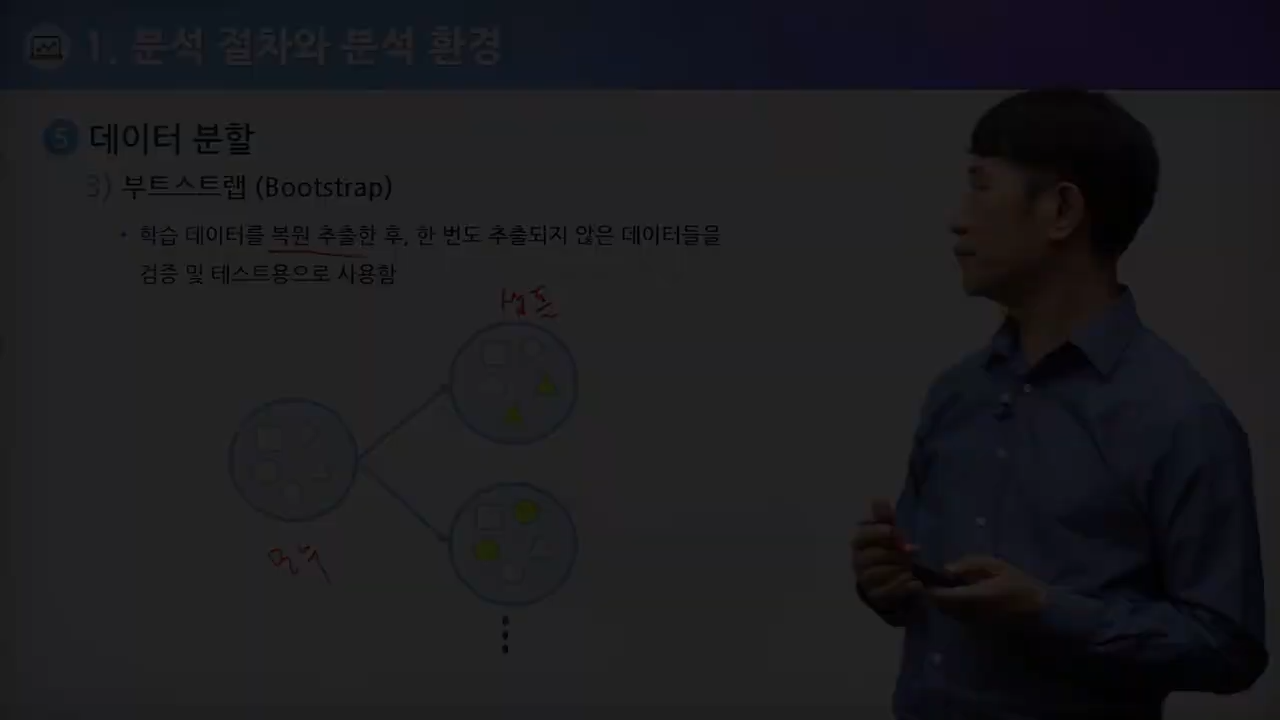 1. 분석 절차와 분석 환경
5 데이터 분할
3) 부트스트랩 (Bootstrap)
• 학습 데이터를 복원 추출한 후, 한 번도 추출되지 않은 데이터들을
검증 및 테스트용으로 사용함
샘플